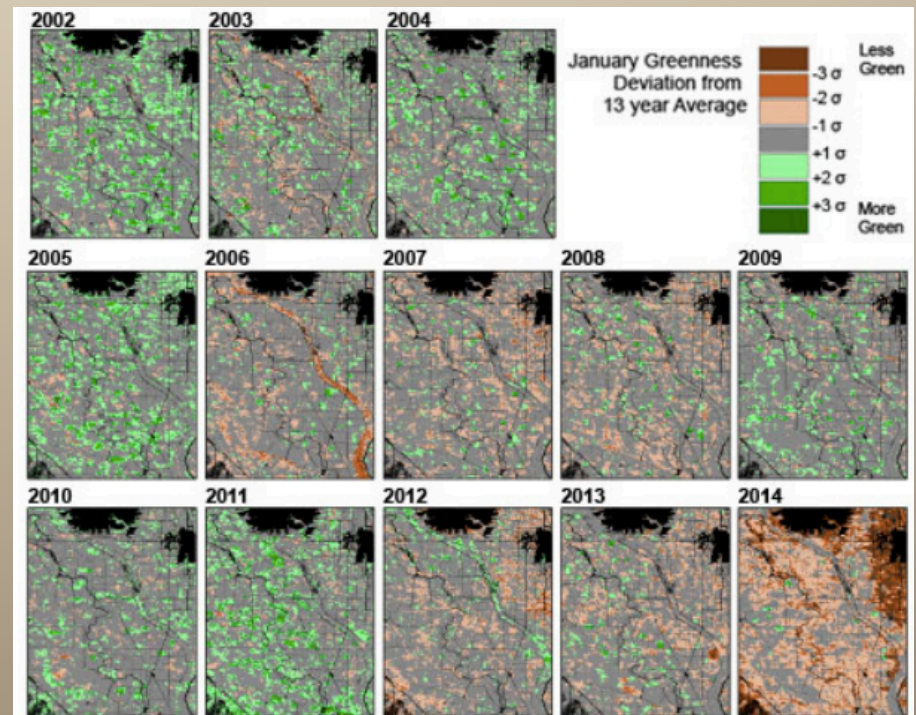 2002 2003 2004
January Greenness
Deviation from
13 year Average
Less
Green
-3 σ
-2 σ
-1 σ
+1 σ
+2 σ
+3 σ
More
Green
2005 2006 2007 2008 2009
2010 2011 2012 2013 2014